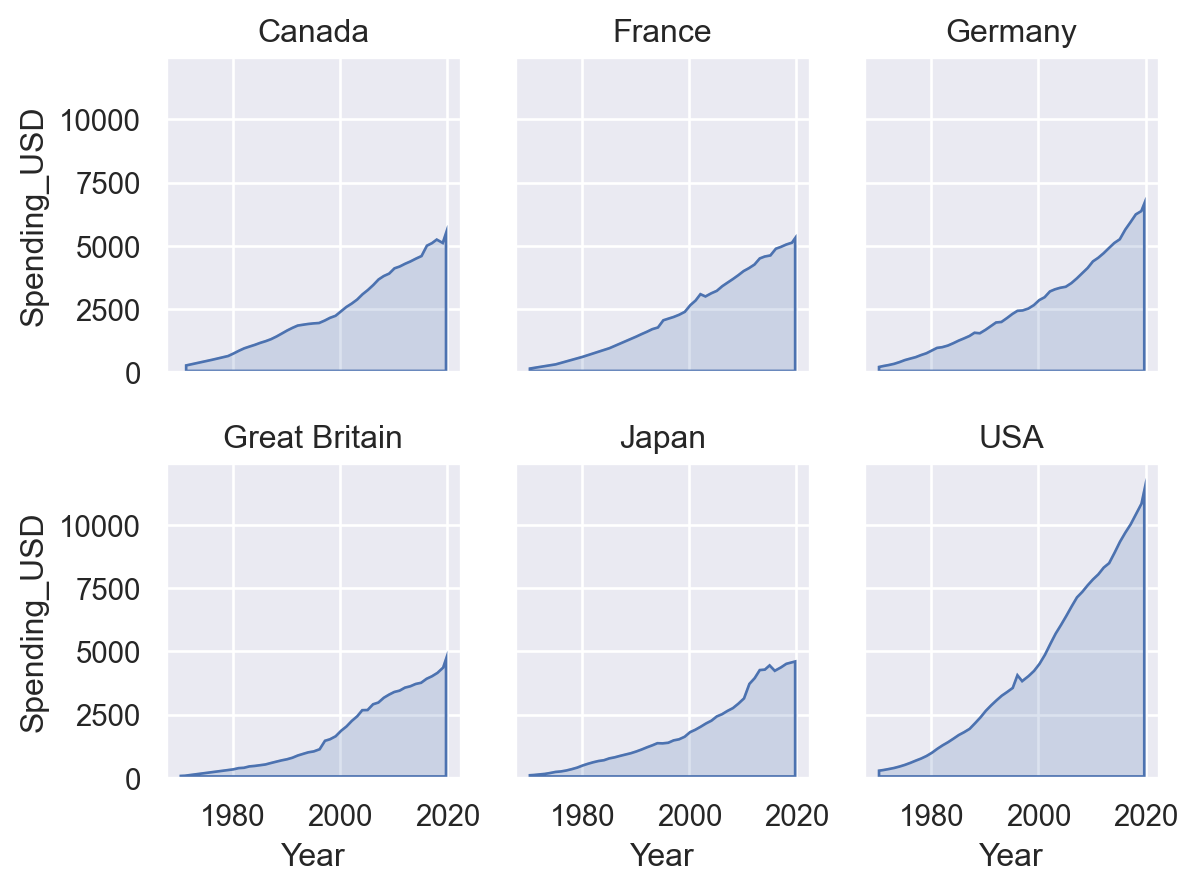 Canada France Germany
Spending_USD
10000
7500
5000
2500
0
Great Britain Japan USA
Spending_USD
10000
7500
5000
2500
0
1980 2000 2020 1980 2000 2020 1980 2000 2020
Year Year Year